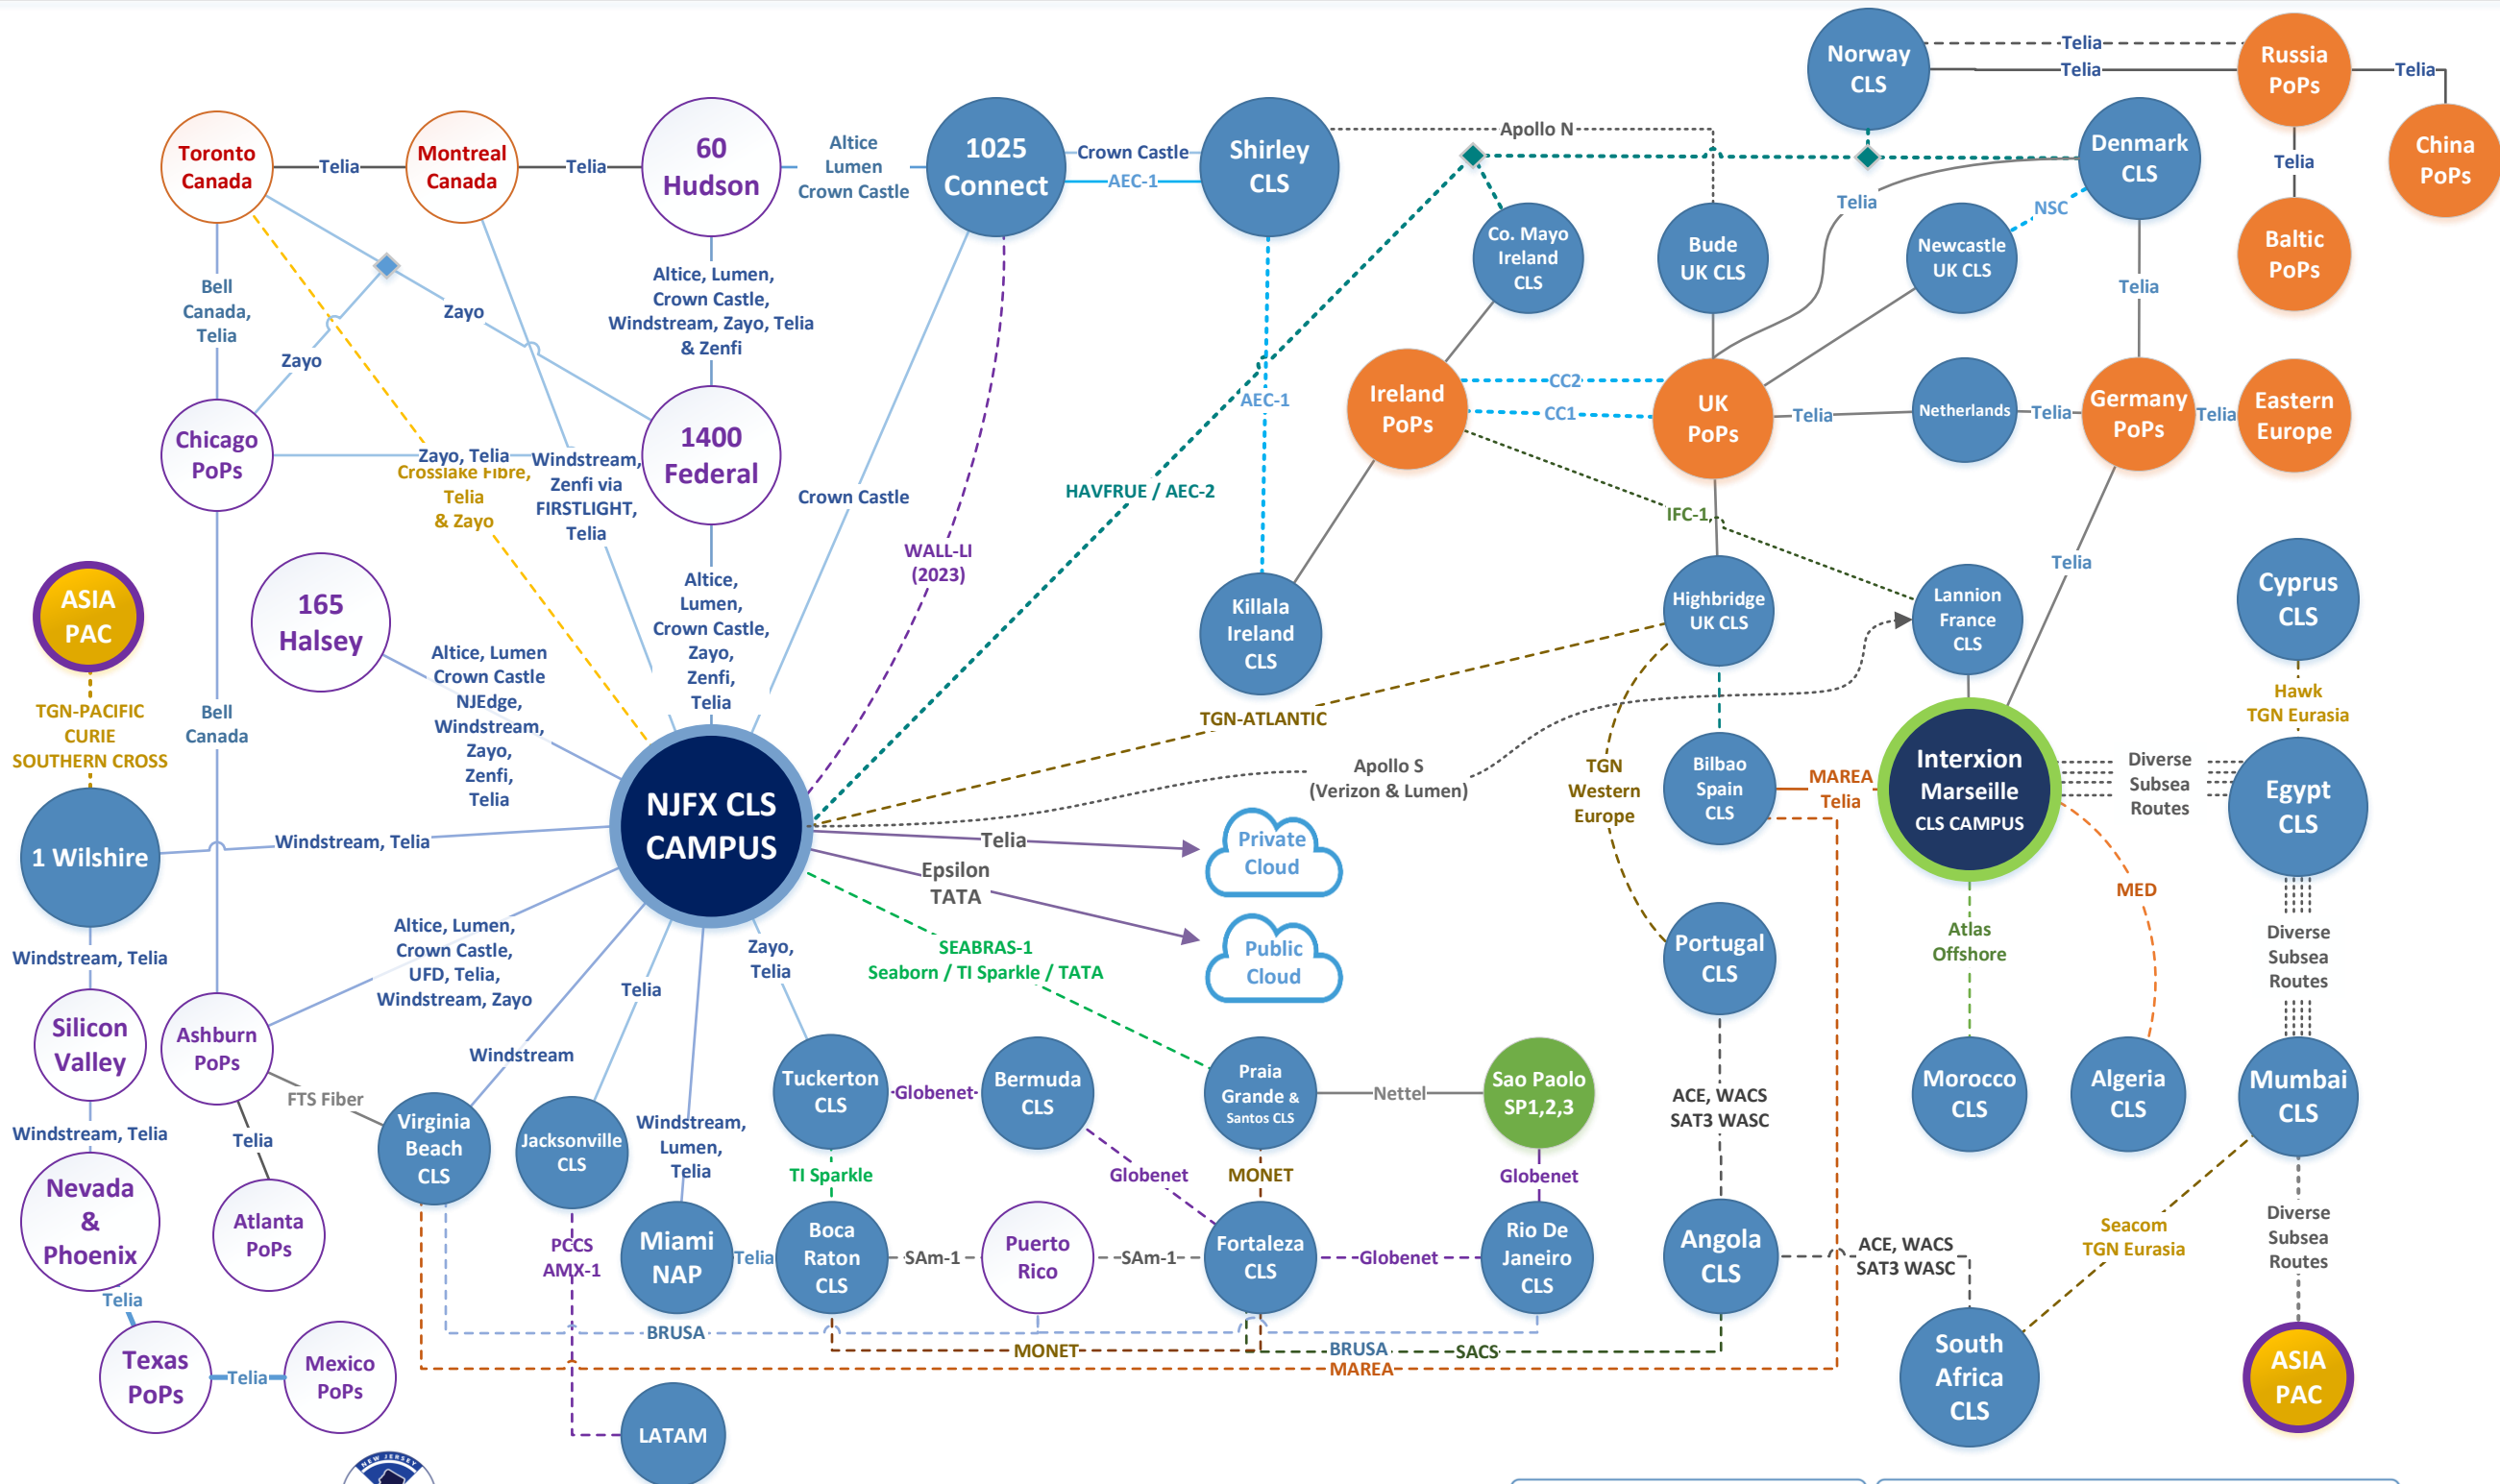 Norway
CLS
Telia
Telia
Russia
PoPs
Telia
China
PoPs
Toronto
Canada
Telia
Montreal
Canada
Telia
60
Hudson
Altice
Lumen
Crown Castle
1025
Connect
Crown Castle
AEC-1
Shirley
CLS
Apollo N
Denmark
CLS
Telia
Telia
NSC
Co. Mayo
Ireland
CLS
Bude
UK CLS
Newcastle
UK CLS
Baltic
PoPs
Bell
Canada,
Telia
Zayo
Zayo
Altice, Lumen,
Crown Castle,
Windstream, Zayo, Telia
& Zenfi
Telia
AEC-1
Ireland
PoPs
CC2
CC1
UK
PoPs
Telia
Netherlands
Telia
Germany
PoPs
Telia
Eastern
Europe
Chicago
PoPs
Zayo, Telia
Crosslake Fibre,
Telia
& Zayo
Windstream,
Zenfi via
FIRSTLIGHT,
Telia
1400
Federal
Crown Castle
HAVFRUE / AEC-2
IFC-1
WALL-LI
(2023)
Telia
ASIA
PAC
165
Halsey
Altice,
Lumen,
Crown Castle,
Zayo,
Zenfi,
Telia
Killala
Ireland
CLS
Highbridge
UK CLS
Lannion
France
CLS
Cyprus
CLS
Altice, Lumen
Crown Castle
NJEdge,
Windstream,
Zayo,
Zenfi,
Telia
TGN-PACIFIC
CURIE
SOUTHERN CROSS
Bell
Canada
TGN-ATLANTIC
Hawk
TGN Eurasia
NJFX CLS
CAMPUS
Apollo S
(Verizon & Lumen)
TGN
Western
Europe
Bilbao
Spain
CLS
MAREA
Telia
Interxion
Marseille
CLS CAMPUS
Diverse
Subsea
Routes
Egypt
CLS
1 Wilshire
Windstream, Telia
Telia
Private
Cloud
Epsilon
TATA
Public
Cloud
MED
Windstream, Telia
Altice, Lumen,
Crown Castle,
UFD, Telia,
Windstream, Zayo
Zayo,
Telia
SEABRAS-1
Seaborn / TI Sparkle / TATA
Portugal
CLS
Atlas
Offshore
Diverse
Subsea
Routes
Telia
Silicon
Valley
Ashburn
PoPs
Windstream
FTS Fiber
Tuckerton
CLS
Globenet
Bermuda
CLS
Praia
Grande &
Santos CLS
Nettel
Sao Paolo
SP1,2,3
ACE, WACS
SAT3 WASC
Morocco
CLS
Algeria
CLS
Mumbai
CLS
Windstream, Telia
Telia
Virginia
Beach
CLS
Jacksonville
CLS
Windstream,
Lumen,
Telia
TI Sparkle
Globenet
MONET
Globenet
Nevada
&
Phoenix
Atlanta
PoPs
PCCS
AMX-1
Miami
NAP
Telia
Boca
Raton
CLS
SAm-1
Puerto
Rico
SAm-1
Fortaleza
CLS
Globenet
Rio De
Janeiro
CLS
Angola
CLS
ACE, WACS
SAT3 WASC
Seacom
TGN Eurasia
Diverse
Subsea
Routes
Telia
BRUSA
MONET
BRUSA
SACS
MAREA
Texas
PoPs
Telia
Mexico
PoPs
South
Africa
CLS
ASIA
PAC
LATAM
NEW JERSEY